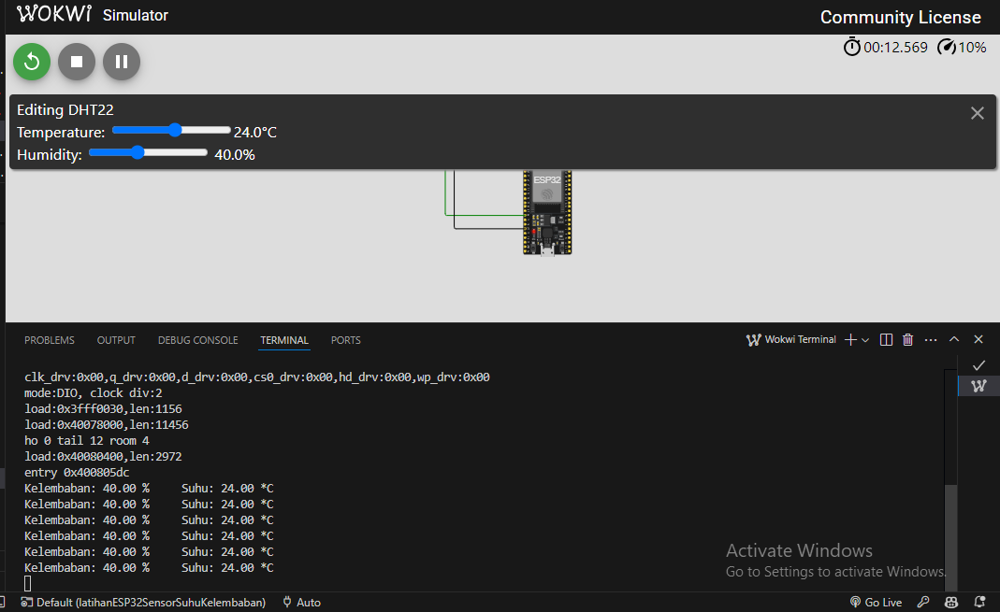 WOKWI Simulator
Community License
00:12.569 10%
Editing DHT22
Temperature: 24.0°C
Humidity: 40.0%
ESP32
PROBLEMS OUTPUT DEBUG CONSOLE TERMINAL PORTS
Wokwi Terminal
clk_drv:0x00,q_drv:0x00,d_drv:0x00,cs0_drv:0x00,hd_drv:0x00,wp_drv:0x00
mode:DIO, clock div:2
load:0x3fff0030,len:1156
load:0x40078000,len:11456
ho 0 tail 12 room 4
load:0x40080400,len:2972
entry 0x400805dc
Kelembaban: 40.00 % Suhu: 24.00 *C
Kelembaban: 40.00 % Suhu: 24.00 *C
Kelembaban: 40.00 % Suhu: 24.00 *C
Kelembaban: 40.00 % Suhu: 24.00 *C
Kelembaban: 40.00 % Suhu: 24.00 *C
Kelembaban: 40.00 % Suhu: 24.00 *C
Activate Windows
Go to Settings to activate Windows.
Default (latihanESP32SensorSuhuKelembaban) Auto
Go Live